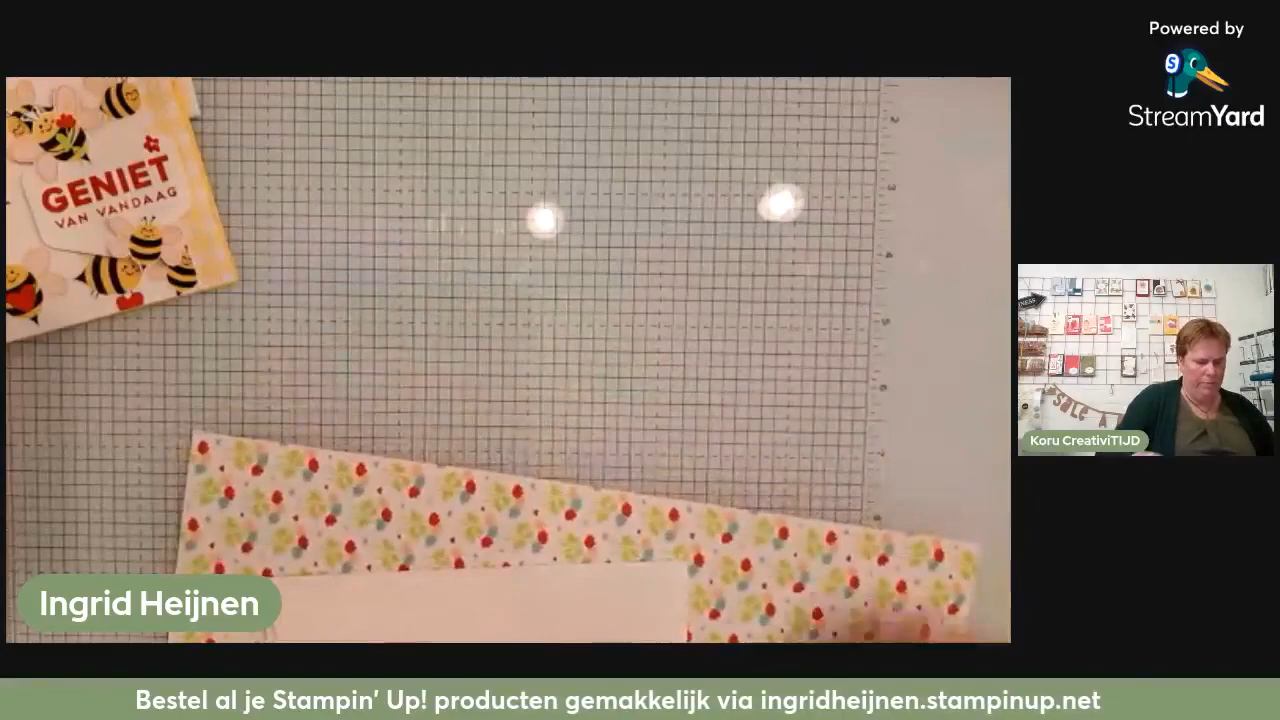 Powered by
StreamYard
GENIET
VAN VANDAAG
SALE A
Koru CreativiTIJD
Ingrid Heijnen
Bestel al je Stampin' Up! producten gemakkelijk via ingridheijnen.stampinup.net